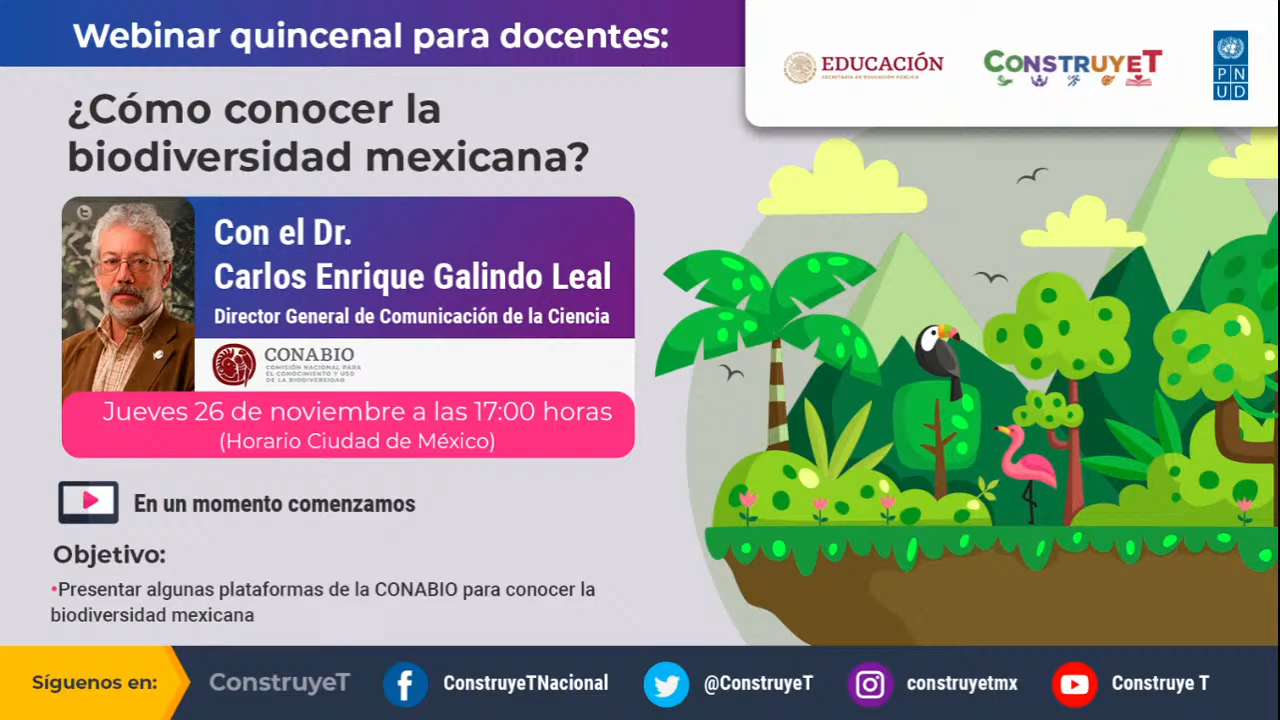 Webinar quincenal para docentes:
EDUCACIÓN
SECRETARÍA DE EDUCACIÓN PÚBLICA
CONSTRUYET
PN
UD
¿Cómo conocer la
biodiversidad mexicana?
Con el Dr.
Carlos Enrique Galindo Leal
Director General de Comunicación de la Ciencia
CONABIO
COMISIÓN NACIONAL PARA
EL CONOCIMIENTO Y USO
DE LA BIODIVERSIDAD
Jueves 26 de noviembre a las 17:00 horas
(Horario Ciudad de México)
En un momento comenzamos
Objetivo:
•Presentar algunas plataformas de la CONABIO para conocer la
biodiversidad mexicana
Síguenos en:
ConstruyeT
ConstruyeTNacional
@ConstruyeT
construyetmx
Construye T